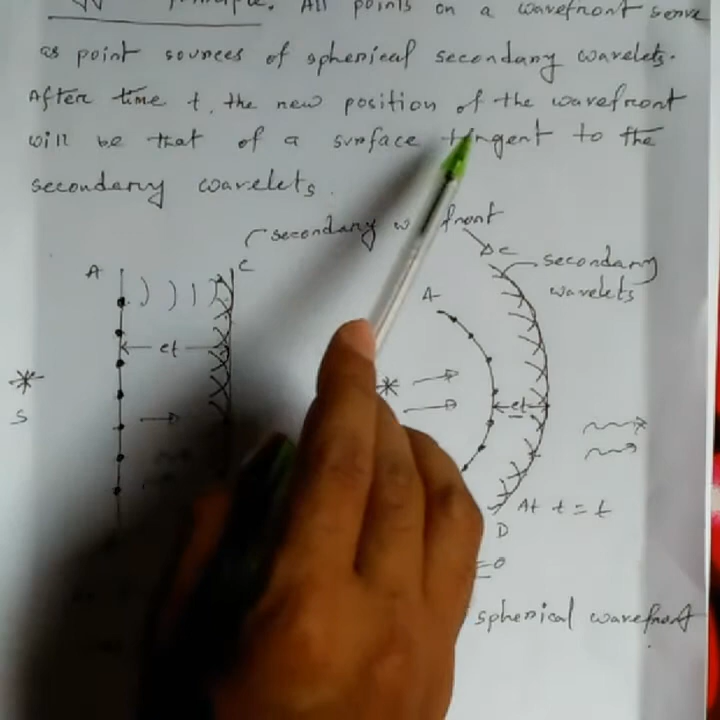 principle. All points on a wavefront serve
as point sources of spherical secondary wavelets.
After time t, the new position of the wavefront
will be that of a surface tangent to the
secondary wavelets.
secondary front
A C C secondary
wavelets
A
ct
S
ct
At t = t
D
=0
spherical wavefront